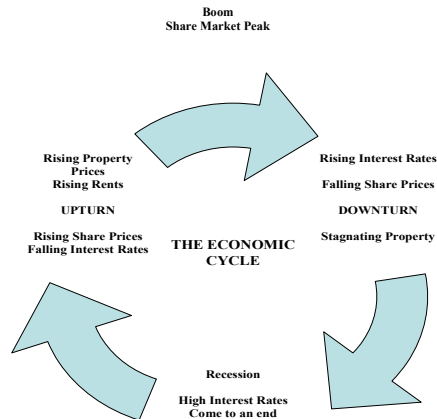 Boom
Share Market Peak
Rising Property
Prices
Rising Rents
UPTURN
Rising Share Prices
Falling Interest Rates
THE ECONOMIC
CYCLE
Rising Interest Rates
Falling Share Prices
DOWNTURN
Stagnating Property
Recession
High Interest Rates
Come to an end